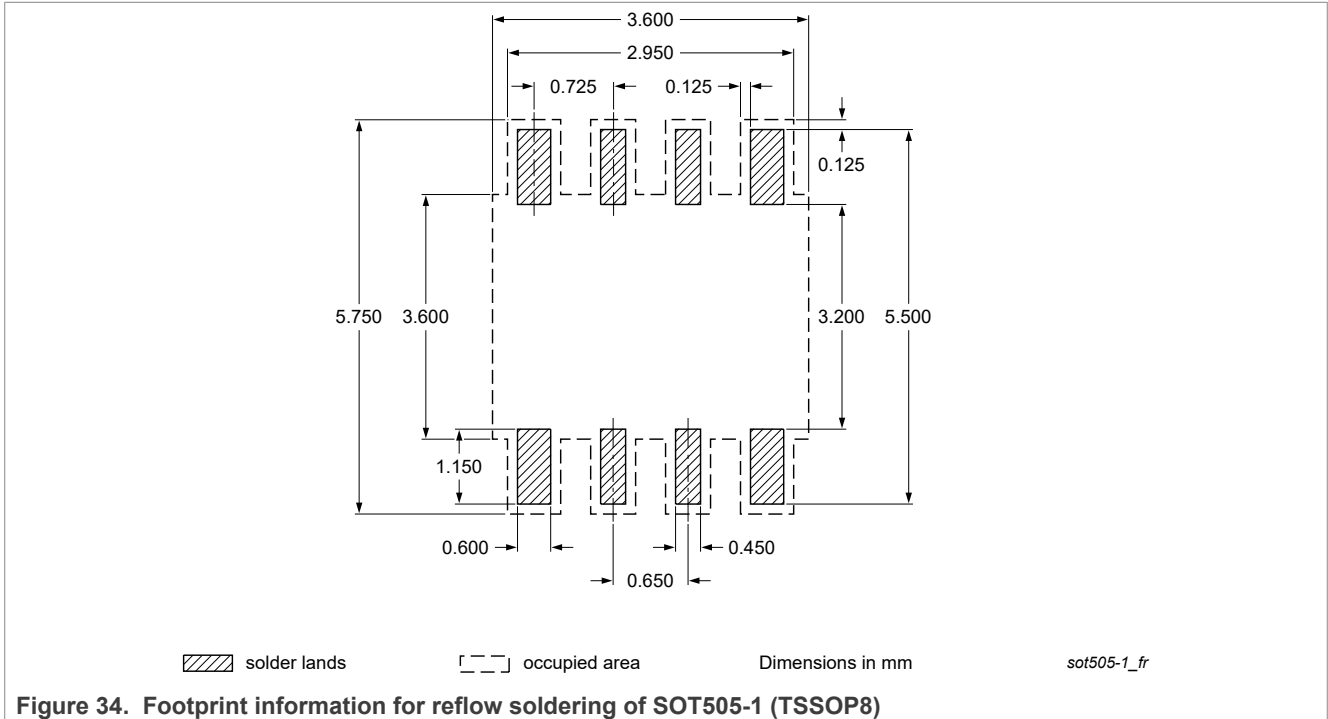 3.600
2.950
0.725 0.125
0.125
5.750 3.600 3.200 5.500
1.150
0.600 0.450
0.650
solder lands occupied area Dimensions in mm sot505-1_fr
Figure 34. Footprint information for reflow soldering of SOT505-1 (TSSOP8)